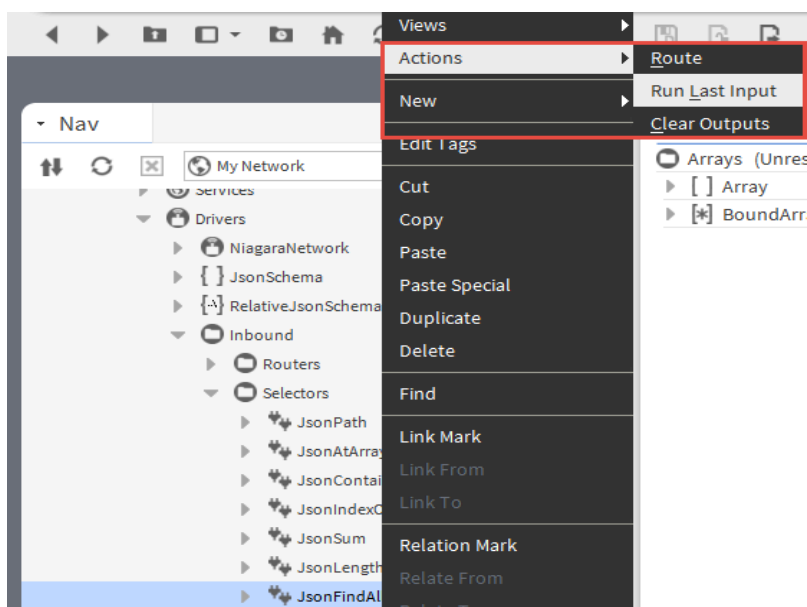 Views
Actions
New
Edit Tags
Cut
Copy
Paste
Paste Special
Duplicate
Delete
Find
Link Mark
Link From
Link To
Relation Mark
Relate From
Route
Run Last Input
Clear Outputs
Nav
My Network
Services
Drivers
NiagaraNetwork
{ } JsonSchema
RelativeJsonSchema
Inbound
Routers
Selectors
JsonPath
JsonAtArray
JsonContai
JsonIndexO
JsonSum
JsonLength
JsonFindAl
Arrays (Unres
[ ] Array
[*] BoundArr